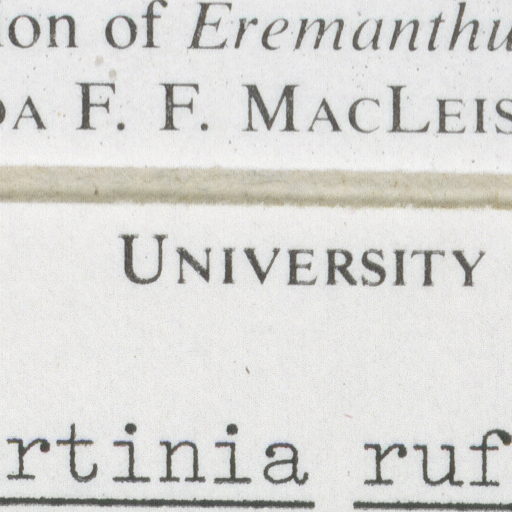 ion of Eremanthu
DA F. F. MACLEIS
UNIVERSITY
rtinia ruf